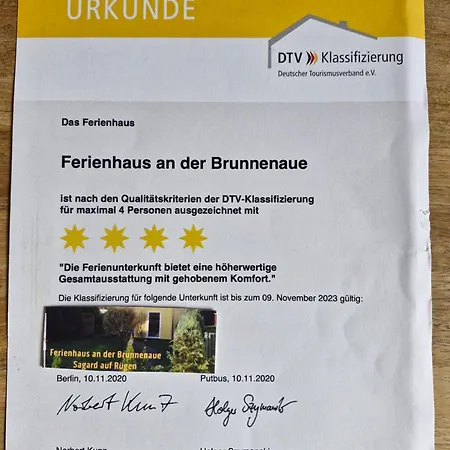 URKUNDE
DTV Klassifizierung
Deutscher Tourismusverband e.V.
Das Ferienhaus
Ferienhaus an der Brunnenaue
ist nach den Qualitätskriterien der DTV-Klassifizierung
für maximal 4 Personen ausgezeichnet mit
"Die Ferienunterkunft bietet eine höherwertige
Gesamtausstattung mit gehobenem Komfort."
Die Klassifizierung für folgende Unterkunft ist bis zum 09. November 2023 gültig:
Ferienhaus an der Brunnenaue
Sagard auf Rügen
Berlin, 10.11.2020 Putbus, 10.11.2020
Norbert Kunz